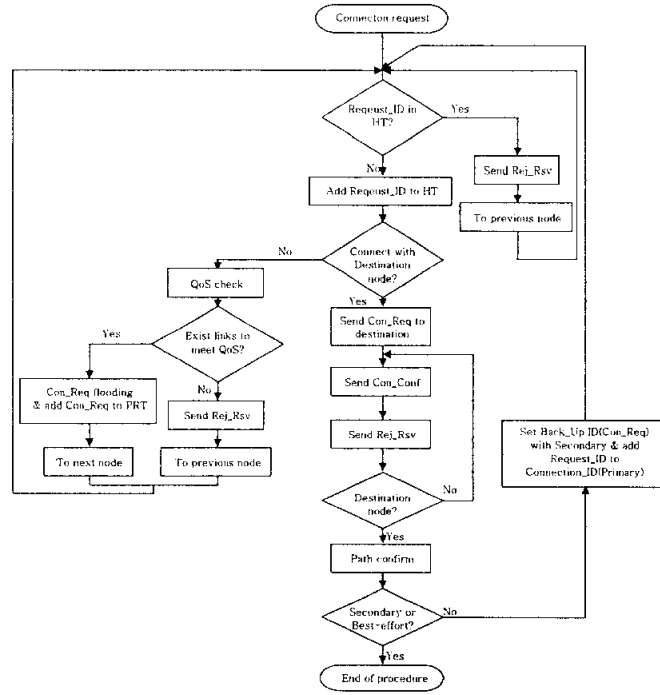 Connecton request
Reqeust_ID in
HT?
Yes
No
Send Rej_Rsv
Add Reqeust_ID to HT
To previous node
Connect with
Destination
node?
No
Yes
QoS check
Send Con_Req to
destination
Exist links to
meet QoS?
Yes
No
Con_Req flooding
& add Con_Req to PRT
Send Rej_Rsv
To next node
To previous node
Send Con_Conf
Send Rej_Rsv
Destination
node?
No
Yes
Set Back_Up ID(Con_Req)
with Secondary & add
Request_ID to
Connection_ID(Primary)
Path confirm
Secondary or
Best-effort?
No
Yes
End of procedure